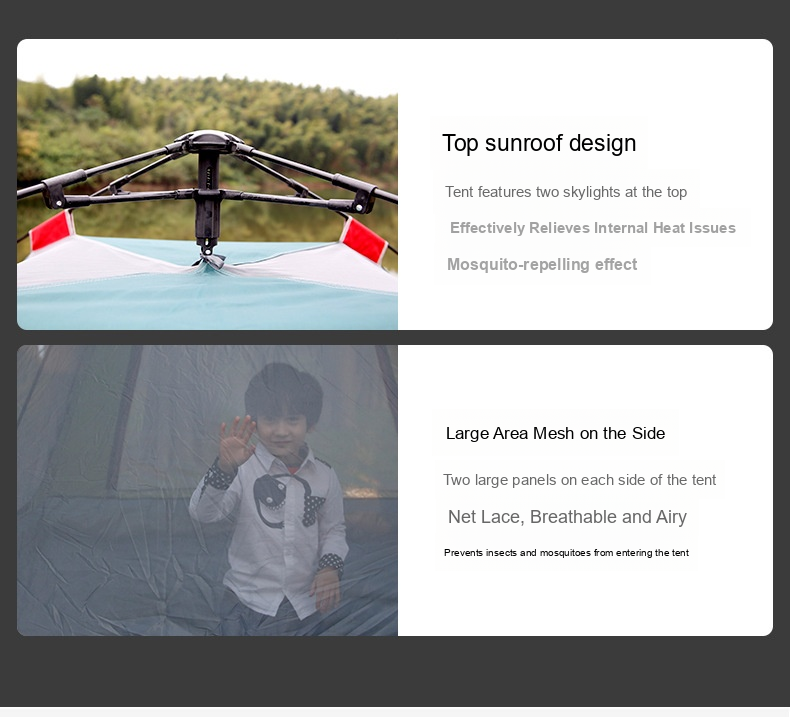 Top sunroof design
Tent features two skylights at the top
Effectively Relieves Internal Heat Issues
Mosquito-repelling effect
Large Area Mesh on the Side
Two large panels on each side of the tent
Net Lace, Breathable and Airy
Prevents insects and mosquitoes from entering the tent